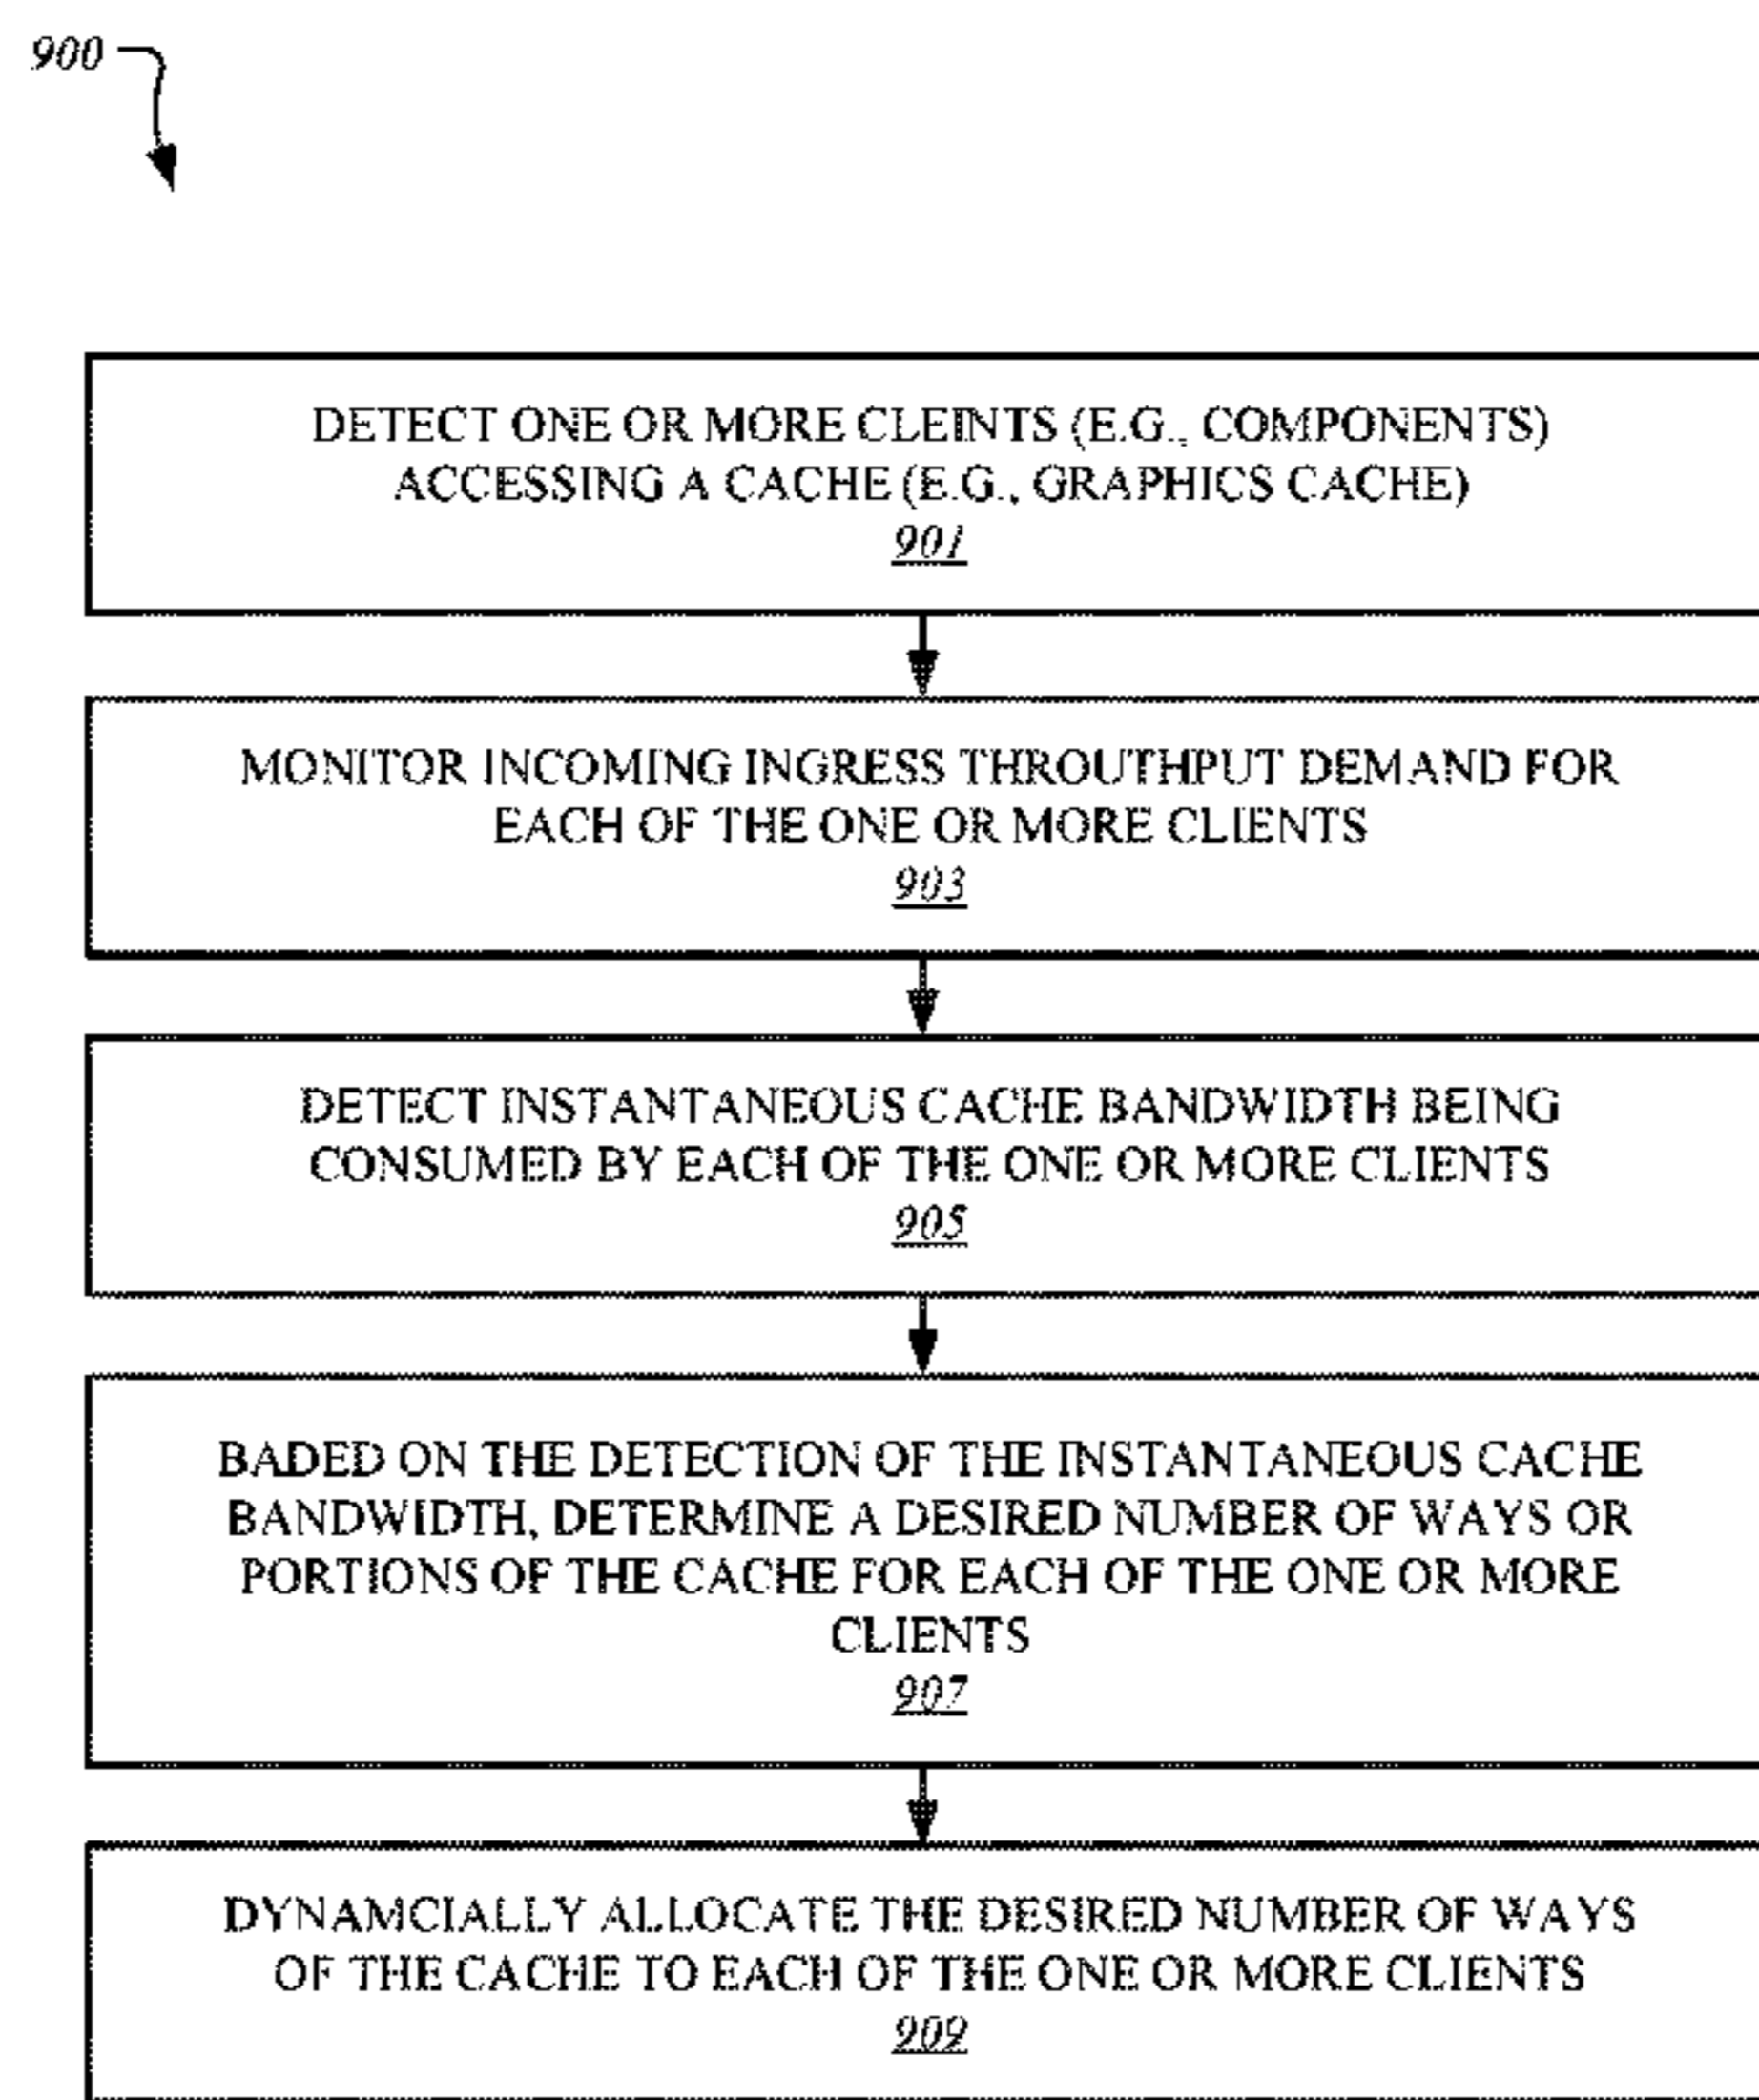 900
DETECT ONE OR MORE CLEINTS (E.G., COMPONENTS)
ACCESSING A CACHE (E.G., GRAPHICS CACHE)
901
MONITOR INCOMING INGRESS THROUTHPUT DEMAND FOR
EACH OF THE ONE OR MORE CLIENTS
903
DETECT INSTANTANEOUS CACHE BANDWIDTH BEING
CONSUMED BY EACH OF THE ONE OR MORE CLIENTS
905
BADED ON THE DETECTION OF THE INSTANTANEOUS CACHE
BANDWIDTH, DETERMINE A DESIRED NUMBER OF WAYS OR
PORTIONS OF THE CACHE FOR EACH OF THE ONE OR MORE
CLIENTS
907
DYNAMCIALLY ALLOCATE THE DESIRED NUMBER OF WAYS
OF THE CACHE TO EACH OF THE ONE OR MORE CLIENTS
909